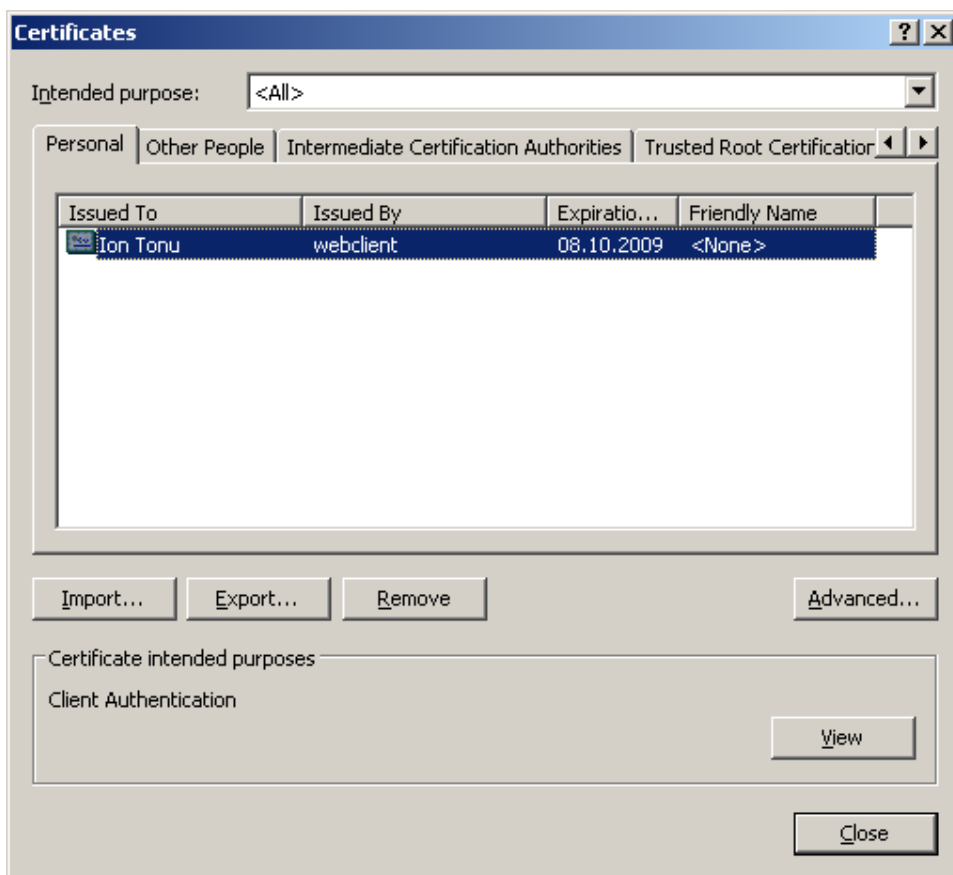 Certificates
Intended purpose: <All>
Personal Other People Intermediate Certification Authorities Trusted Root Certification
Issued To Issued By Expiratio... Friendly Name
Ion Tonu webclient 08.10.2009 <None>
Import... Export... Remove Advanced...
Certificate intended purposes
Client Authentication
View
Close